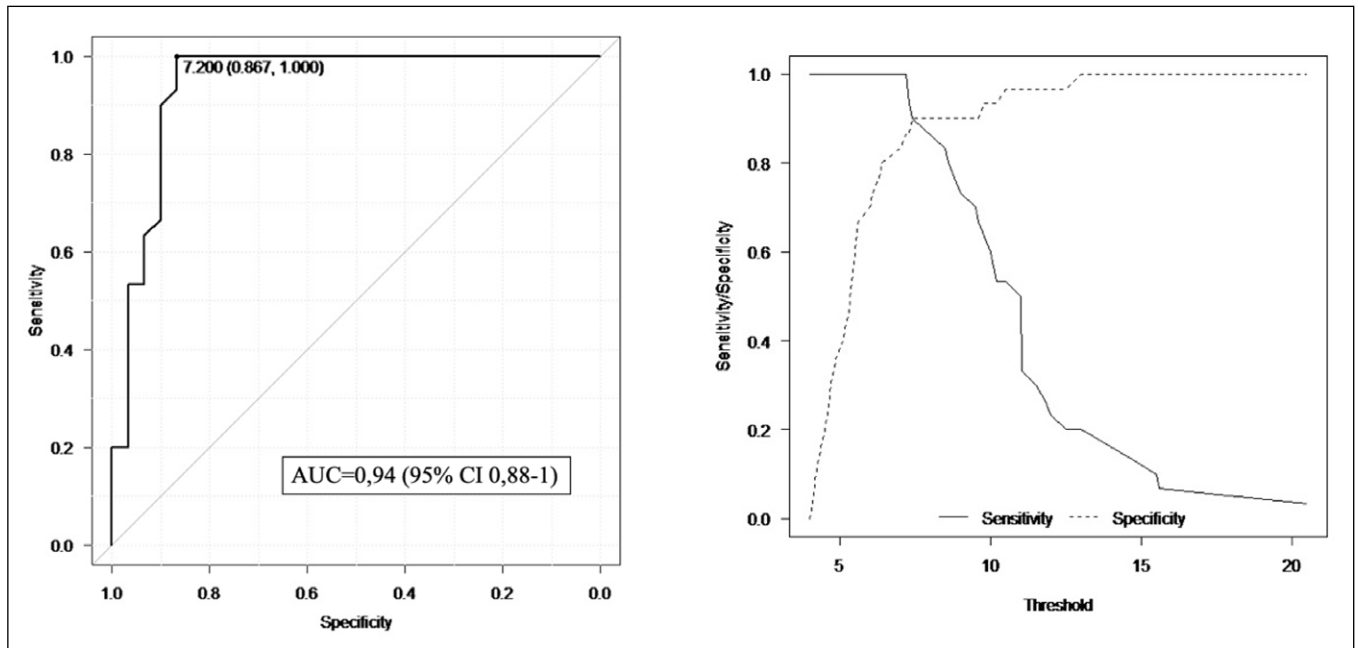 1.0
0.8
0.6
0.4
0.2
0.0
Sensitivity
7.200 (0.867, 1.000)
AUC=0,94 (95% CI 0,88-1)
1.0 0.8 0.6 0.4 0.2 0.0
Specificity
1.0
0.8
0.6
0.4
0.2
0.0
Sensitivity/Specificity
Sensitivity Specificity
5 10 15 20
Threshold